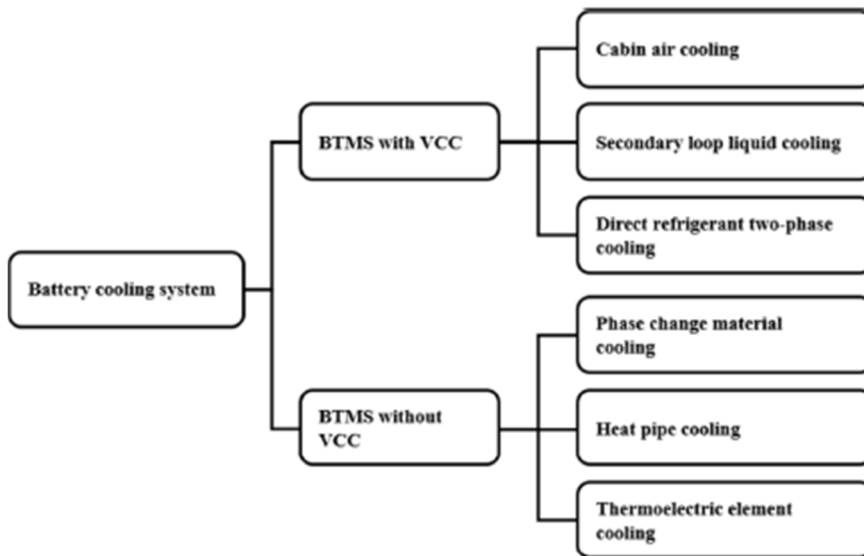 Battery cooling system
BTMS with VCC
Cabin air cooling
Secondary loop liquid cooling
Direct refrigerant two-phase
cooling
BTMS without
VCC
Phase change material
cooling
Heat pipe cooling
Thermoelectric element
cooling